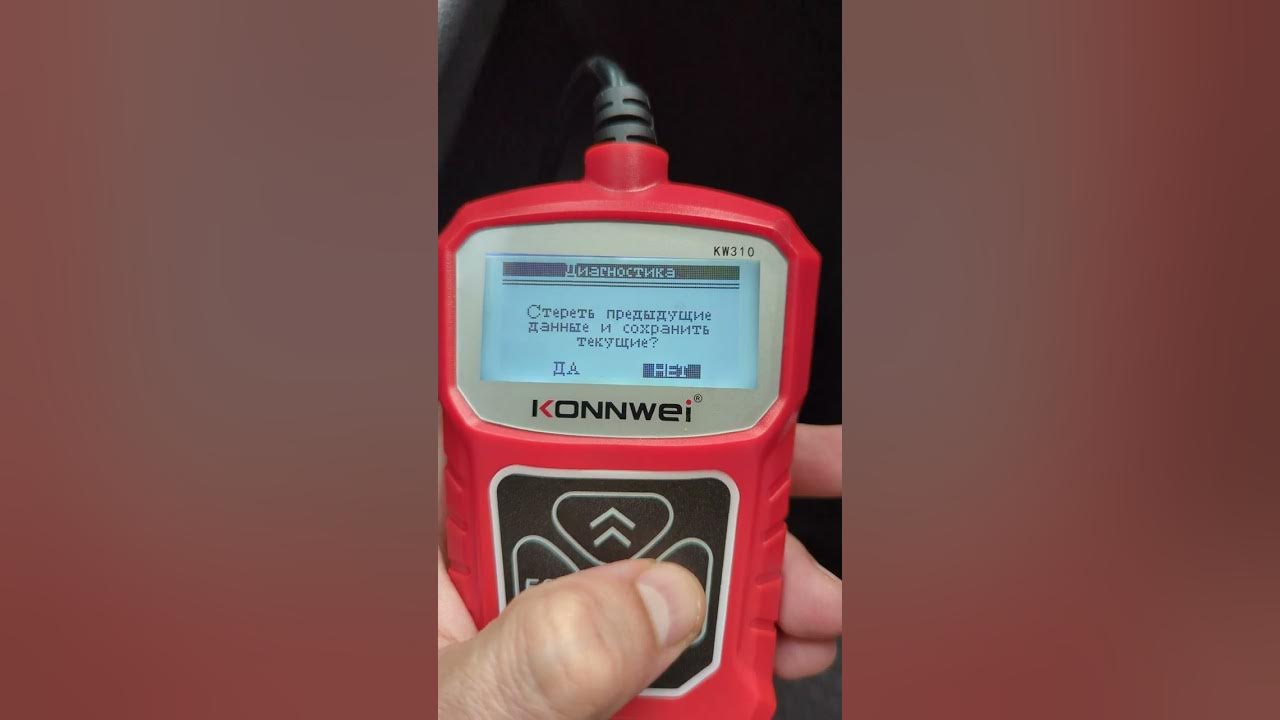 KW310
Диагностика
Стереть предыдущие
данные и сохранить
текущие?
ДА НЕТ
KONNWEI®